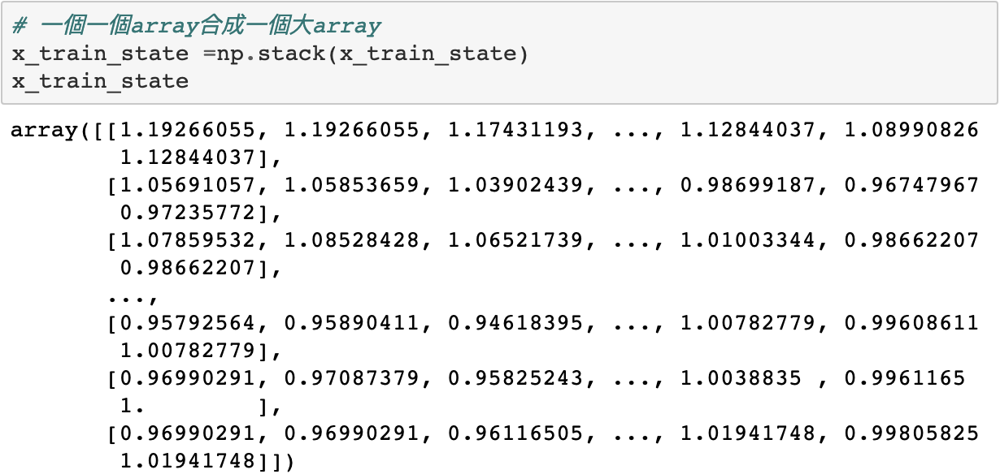 # 一個一個array合成一個大array
x_train_state =np.stack(x_train_state)
x_train_state
array([[1.19266055, 1.19266055, 1.17431193, ..., 1.12844037, 1.08990826
1.12844037],
[1.05691057, 1.05853659, 1.03902439, ..., 0.98699187, 0.96747967
0.97235772],
[1.07859532, 1.08528428, 1.06521739, ..., 1.01003344, 0.98662207
0.98662207],
...,
[0.95792564, 0.95890411, 0.94618395, ..., 1.00782779, 0.99608611
1.00782779],
[0.96990291, 0.97087379, 0.95825243, ..., 1.0038835 , 0.9961165
1.        ],
[0.96990291, 0.96990291, 0.96116505, ..., 1.01941748, 0.99805825
1.01941748]])